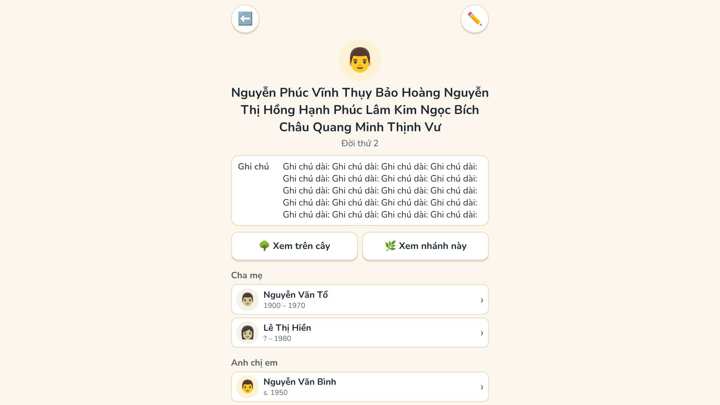 Nguyễn Phúc Vĩnh Thụy Bảo Hoàng Nguyễn
Thị Hồng Hạnh Phúc Lâm Kim Ngọc Bích
Châu Quang Minh Thịnh Vư
Đời thứ 2
Ghi chú
Ghi chú dài: Ghi chú dài: Ghi chú dài: Ghi chú dài:
Ghi chú dài: Ghi chú dài: Ghi chú dài: Ghi chú dài:
Ghi chú dài: Ghi chú dài: Ghi chú dài: Ghi chú dài:
Ghi chú dài: Ghi chú dài: Ghi chú dài: Ghi chú dài:
Ghi chú dài: Ghi chú dài: Ghi chú dài: Ghi chú dài:
Xem trên cây
Xem nhánh này
Cha mẹ
Nguyễn Văn Tổ
1900 – 1970
Lê Thị Hiền
? – 1980
Anh chị em
Nguyễn Văn Bình
s. 1950